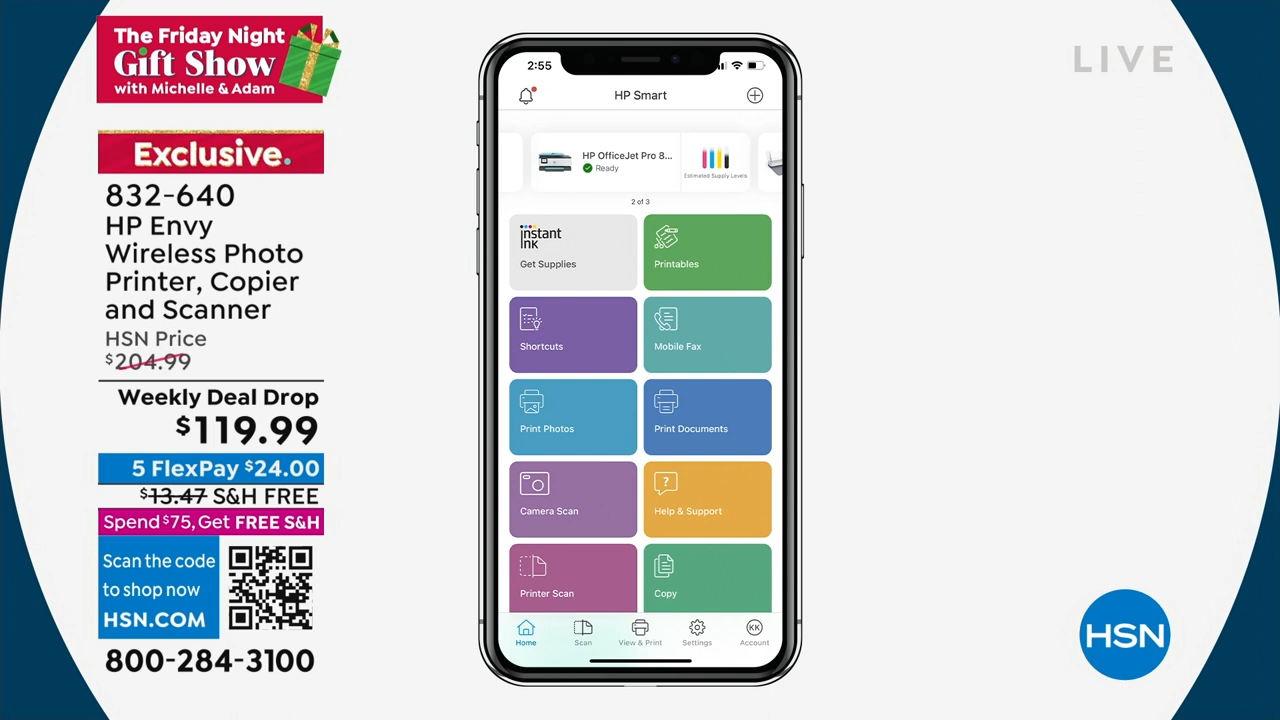 The Friday Night
Gift Show
with Michelle & Adam
Exclusive.
832-640
HP Envy
Wireless Photo
Printer, Copier
and Scanner
HSN Price
$204.99
Weekly Deal Drop
$119.99
5 FlexPay $24.00
$13.47 S&H FREE
Spend $75, Get FREE S&H
Scan the code
to shop now
HSN.COM
800-284-3100
2:55
HP Smart
HP OfficeJet Pro 8...
Ready
Estimated Supply Levels
2 of 3
instant
INK
Get Supplies
Printables
Shortcuts
Mobile Fax
Print Photos
Print Documents
Camera Scan
Help & Support
Printer Scan
Copy
Home
Scan
View & Print
Settings
KK
Account
LIVE
HSN